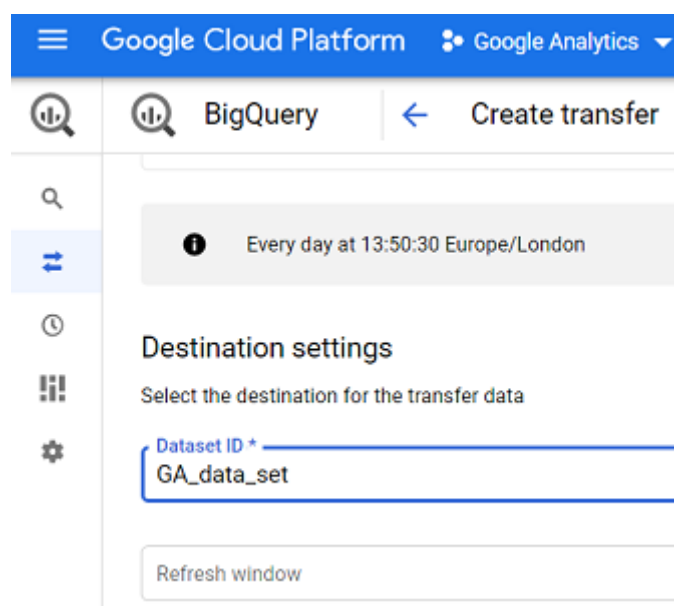 Google Cloud Platform Google Analytics
BigQuery Create transfer
Every day at 13:50:30 Europe/London
Destination settings
Select the destination for the transfer data
Dataset ID *
GA_data_set
Refresh window